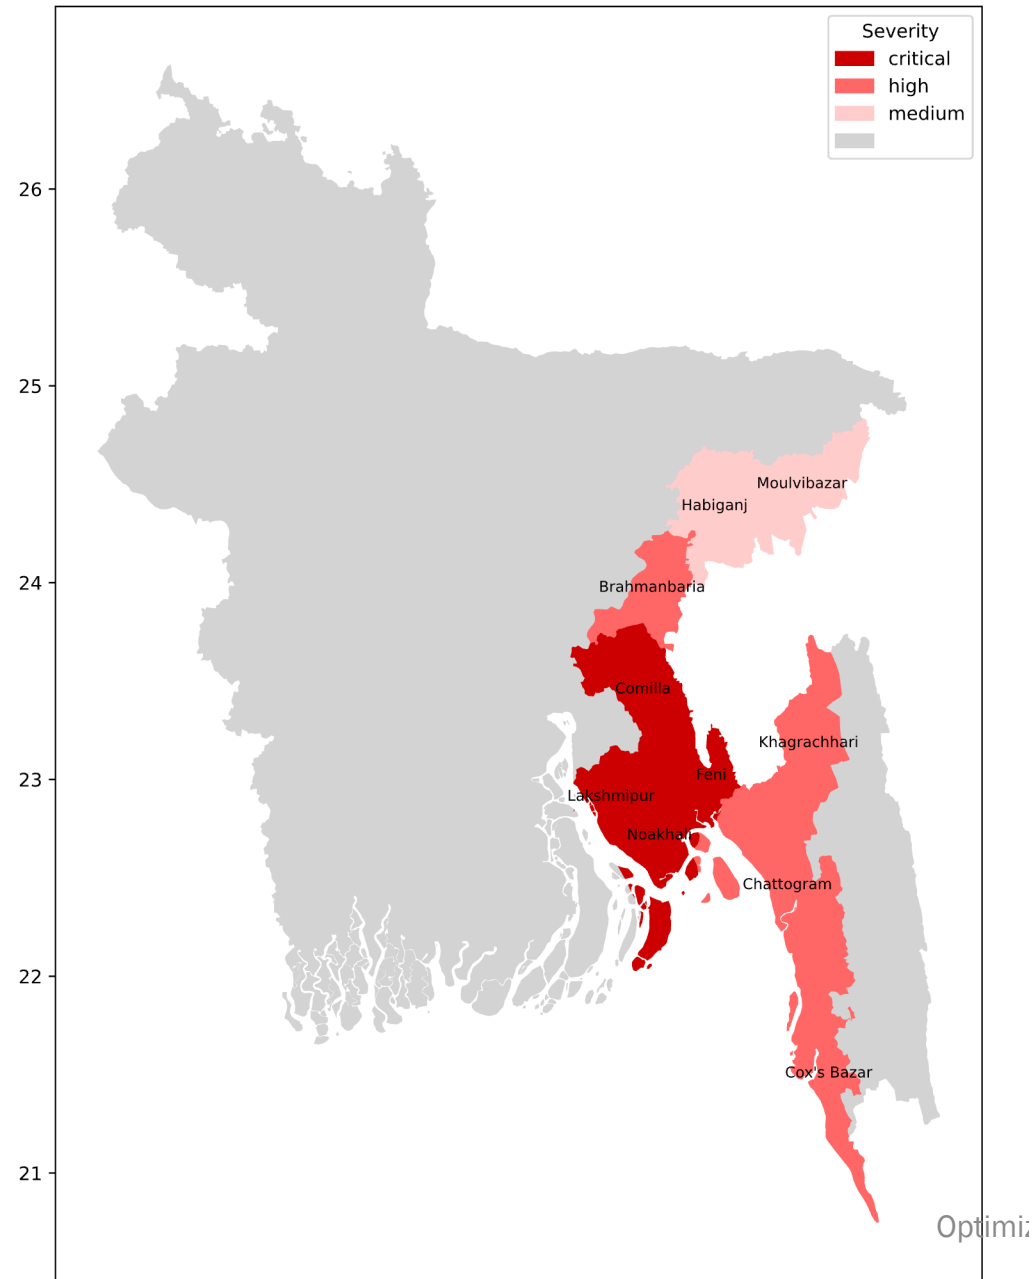 Severity
critical
high
medium
26
25
24
23
22
21
Moulvibazar
Habiganj
Brahmanbaria
Comilla
Khagrachhari
Feni
Lakshmipur
Noakhali
Chattogram
Cox's Bazar
Optimiz